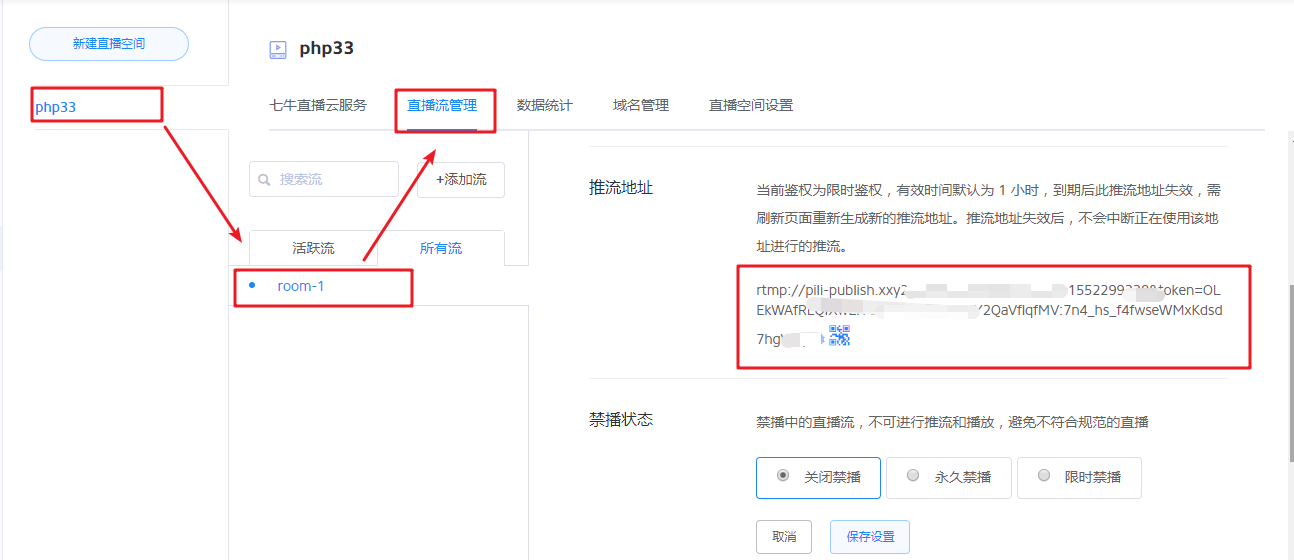 新建直播空间
php33
php33
七牛直播云服务 直播流管理 数据统计 域名管理 直播空间设置
搜索流 +添加流
活跃流 所有流
room-1
推流地址
当前鉴权为限时鉴权，有效时间默认为 1 小时，到期后此推流地址失效，需
刷新页面重新生成新的推流地址。推流地址失效后，不会中断正在使用该地
址进行的推流。
rtmp://pili-publish.xxy2
Y2QaVflqfMV:7n4_hs_f4fwseWMxKdsd
7hg
禁播状态
禁播中的直播流，不可进行推流和播放，避免不符合规范的直播
关闭禁播 永久禁播 限时禁播
取消 保存设置